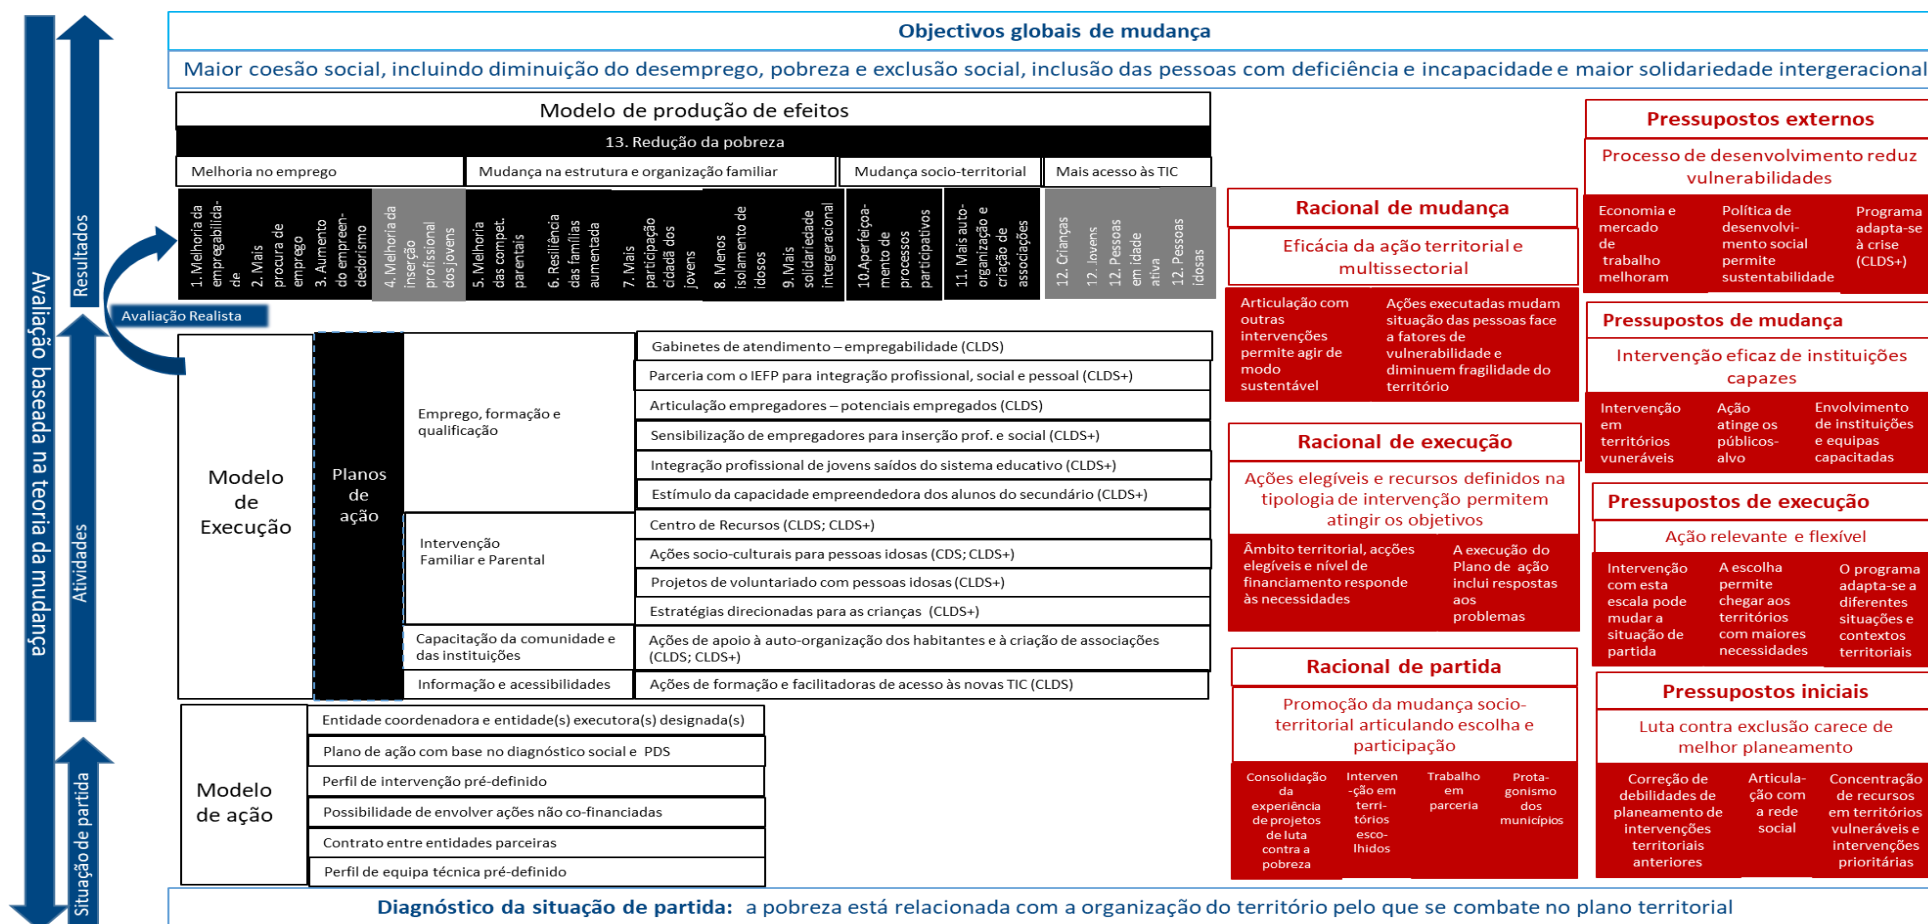 Objectivos globais de mudança
Maior coesão social, incluindo diminuição do desemprego, pobreza e exclusão social, inclusão das pessoas com deficiência e incapacidade e maior solidariedade intergeracional
Avaliação baseada na teoria da mudança
Resultados
Atividades
Situação de partida
Avaliação Realista
Modelo de produção de efeitos
13. Redução da pobreza
Melhoria no emprego
Mudança na estrutura e organização familiar
Mudança socio-territorial
Mais acesso às TIC
1.Melhoria da
empregabilida-
de
2. Mais
procura de
emprego
3. Aumento
do empreen-
dedorismo
4.Melhoria da
inserção
profissional
dos jovens
5. Melhoria
das compet.
parentais
6. Resiliência
das famílias
aumentada
7. Mais
participação
cidadã dos
jovens
8. Menos
isolamento de
idosos
9. Mais
solidariedade
intergeracional
10.Aperfeiçoa-
mento de
processos
participativos
11. Mais auto-
organização e
criação de
associações
12. Crianças
12. Jovens
12. Pessoas
em idade
ativa
12. Pessoas
idosas
Modelo
de
Execução
Planos
de
ação
Emprego, formação e
qualificação
Gabinetes de atendimento – empregabilidade (CLDS)
Parceria com o IEFP para integração profissional, social e pessoal (CLDS+)
Articulação empregadores – potenciais empregados (CLDS)
Sensibilização de empregadores para inserção prof. e social (CLDS+)
Integração profissional de jovens saídos do sistema educativo (CLDS+)
Estímulo da capacidade empreendedora dos alunos do secundário (CLDS+)
Intervenção
Familiar e Parental
Centro de Recursos (CLDS; CLDS+)
Ações socio-culturais para pessoas idosas (CDS; CLDS+)
Projetos de voluntariado com pessoas idosas (CLDS+)
Estratégias direcionadas para as crianças (CLDS+)
Capacitação da comunidade e
das instituições
Ações de apoio à auto-organização dos habitantes e à criação de associações
(CLDS; CLDS+)
Informação e acessibilidades
Ações de formação e facilitadoras de acesso às novas TIC (CLDS)
Modelo
de ação
Entidade coordenadora e entidade(s) executora(s) designada(s)
Plano de ação com base no diagnóstico social e PDS
Perfil de intervenção pré-definido
Possibilidade de envolver ações não co-financiadas
Contrato entre entidades parceiras
Perfil de equipa técnica pré-definido
Racional de mudança
Eficácia da ação territorial e
multissectorial
Articulação com
outras
intervenções
permite agir de
modo
sustentável
Ações executadas mudam
situação das pessoas face
a fatores de
vulnerabilidade e
diminuem fragilidade do
território
Racional de execução
Ações elegíveis e recursos definidos na
tipologia de intervenção permitem
atingir os objetivos
Âmbito territorial, acções
elegíveis e nível de
financiamento responde
às necessidades
A execução do
Plano de ação
inclui respostas
aos
problemas
Racional de partida
Promoção da mudança socio-
territorial articulando escolha e
participação
Consolidação
da
experiência
de projetos
de luta
contra a
pobreza
Interven
-ção em
terri-
tórios
esco-
lhidos
Trabalho
em
parceria
Prota-
gonismo
dos
municípios
Pressupostos externos
Processo de desenvolvimento reduz
vulnerabilidades
Economia e
mercado
de
trabalho
melhoram
Política de
desenvolvi-
mento social
permite
sustentabilidade
Programa
adapta-se
à crise
(CLDS+)
Pressupostos de mudança
Intervenção eficaz de instituições
capazes
Intervenção
em
territórios
vuneráveis
Ação
atinge os
públicos-
alvo
Envolvimento
de instituições
e equipas
capacitadas
Pressupostos de execução
Ação relevante e flexível
Intervenção
com esta
escala pode
mudar a
situação de
partida
A escolha
permite
chegar aos
territórios
com maiores
necessidades
O programa
adapta-se a
diferentes
situações e
contextos
territoriais
Pressupostos iniciais
Luta contra exclusão carece de
melhor planeamento
Correção de
debilidades de
planeamento de
intervenções
territoriais
anteriores
Articula-
ção com
a rede
social
Concentração
de recursos
em territórios
vulneráveis e
intervenções
prioritárias
Diagnóstico da situação de partida: a pobreza está relacionada com a organização do território pelo que se combate no plano territorial